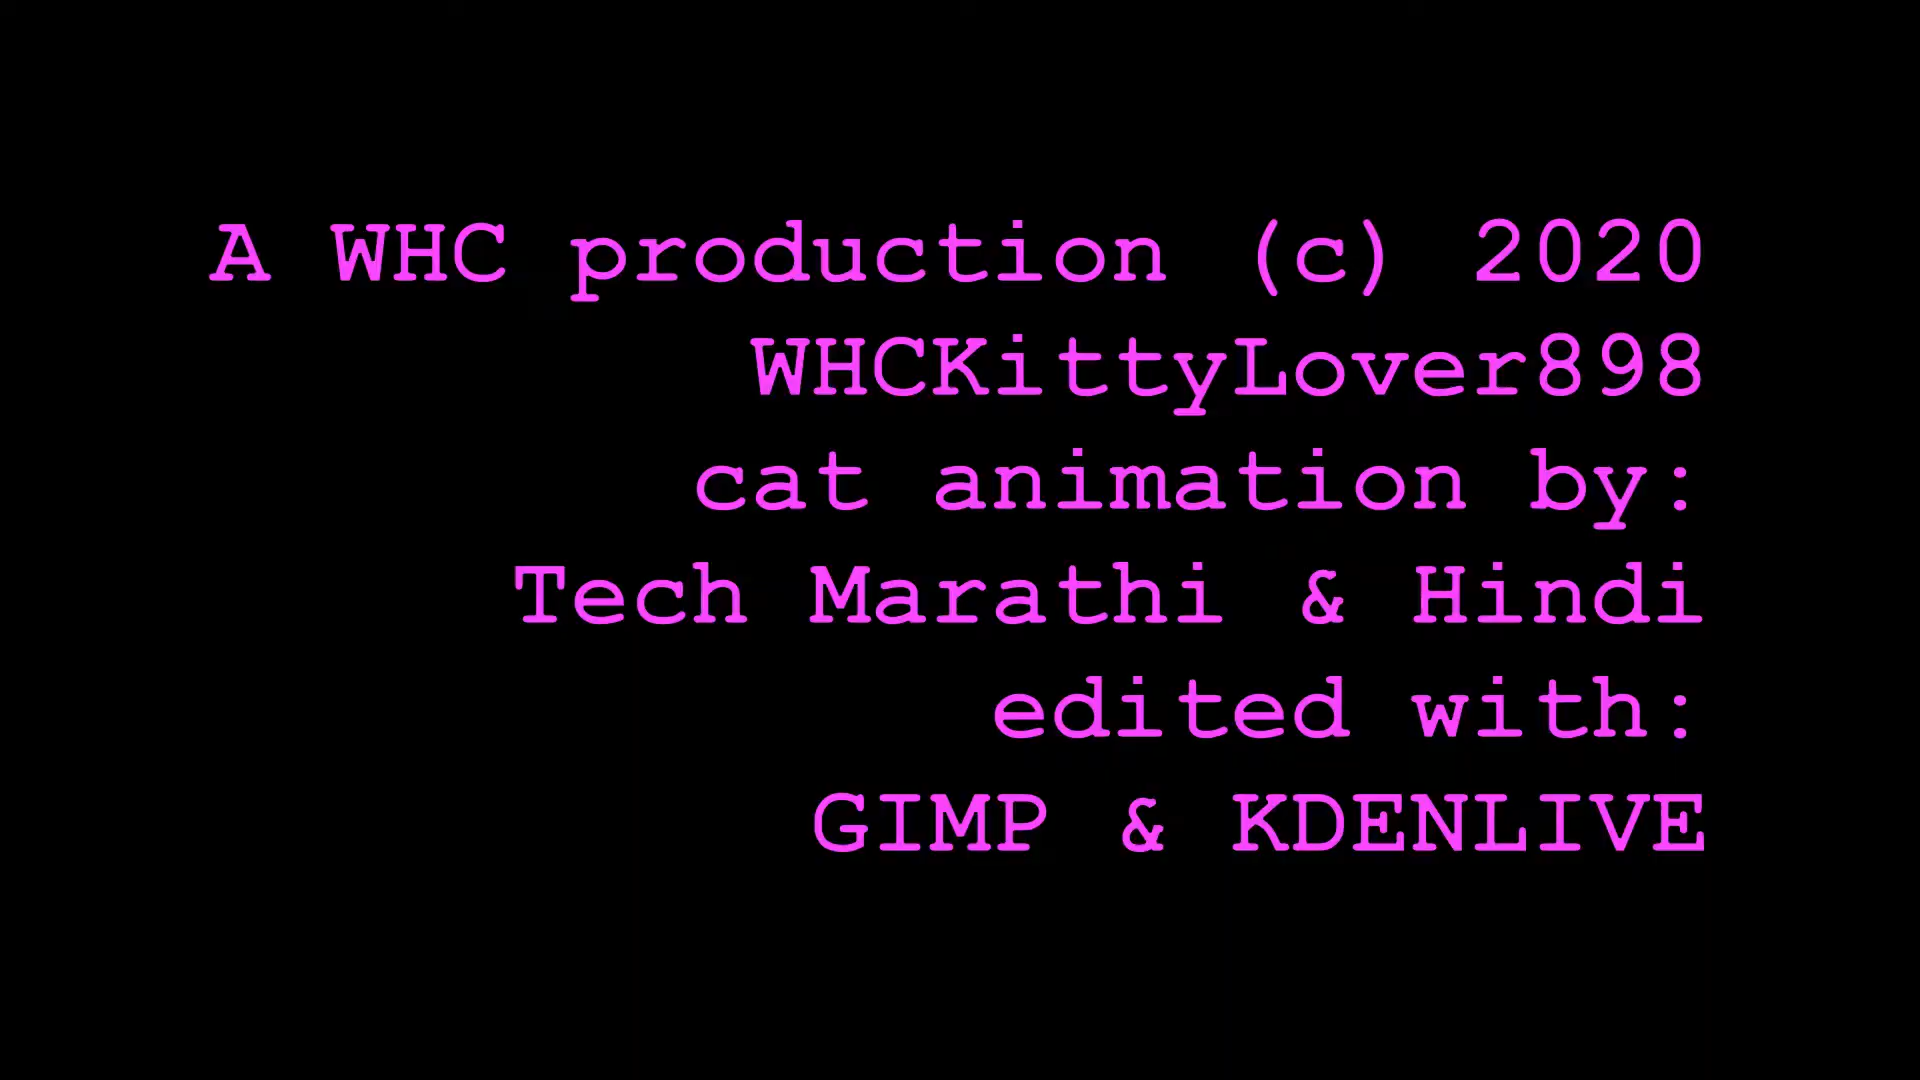 A WHC production (c) 2020
WHCKittyLover898
cat animation by:
Tech Marathi & Hindi
edited with:
GIMP & KDENLIVE